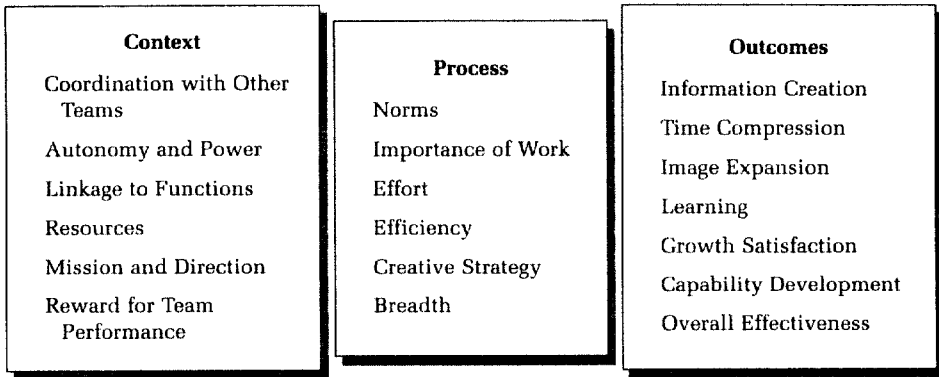 Context
Coordination with Other
Teams
Autonomy and Power
Linkage to Functions
Resources
Mission and Direction
Reward for Team
Performance
Process
Norms
Importance of Work
Effort
Efficiency
Creative Strategy
Breadth
Outcomes
Information Creation
Time Compression
Image Expansion
Learning
Growth Satisfaction
Capability Development
Overall Effectiveness